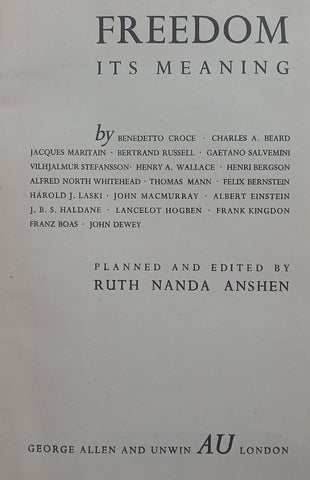 FREEDOM
ITS MEANING
by BENEDETTO CROCE · CHARLES A. BEARD
JACQUES MARITAIN · BERTRAND RUSSELL · GAETANO SALVEMINI
VILHJALMUR STEFANSSON· HENRY A. WALLACE · HENRI BERGSON
ALFRED NORTH WHITEHEAD · THOMAS MANN · FELIX BERNSTEIN
HÁROLD J. LASKI · JOHN MACMURRAY · ALBERT EINSTEIN
J. B. S. HALDANE · LANCELOT HOGBEN · FRANK KINGDON
FRANZ BOAS · JOHN DEWEY
PLANNED AND EDITED BY
RUTH NANDA ANSHEN
GEORGE ALLEN AND UNWIN AU LONDON